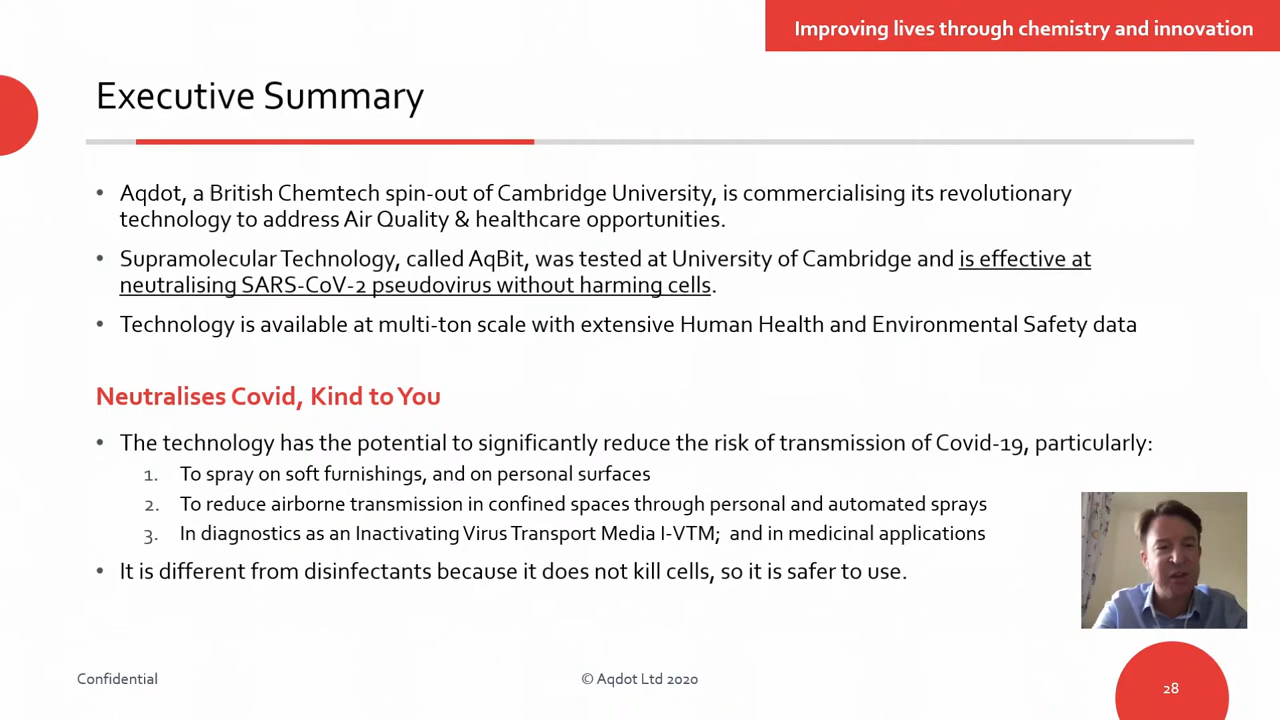 Improving lives through chemistry and innovation
Executive Summary
• Aqdot, a British Chemtech spin-out of Cambridge University, is commercialising its revolutionary
technology to address Air Quality & healthcare opportunities.
• Supramolecular Technology, called AqBit, was tested at University of Cambridge and is effective at
neutralising SARS-CoV-2 pseudovirus without harming cells.
• Technology is available at multi-ton scale with extensive Human Health and Environmental Safety data
Neutralises Covid, Kind to You
• The technology has the potential to significantly reduce the risk of transmission of Covid-19, particularly:
1. To spray on soft furnishings, and on personal surfaces
2. To reduce airborne transmission in confined spaces through personal and automated sprays
3. In diagnostics as an Inactivating Virus Transport Media I-VTM; and in medicinal applications
• It is different from disinfectants because it does not kill cells, so it is safer to use.
Confidential
© Aqdot Ltd 2020
28